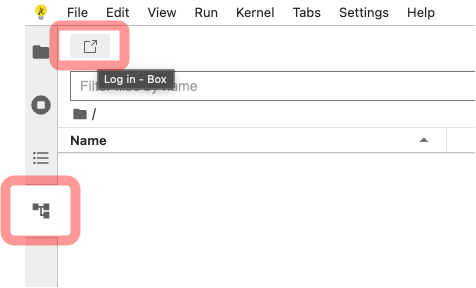 File Edit View Run Kernel Tabs Settings Help
Log in - Box
Filter files by name
/
Name